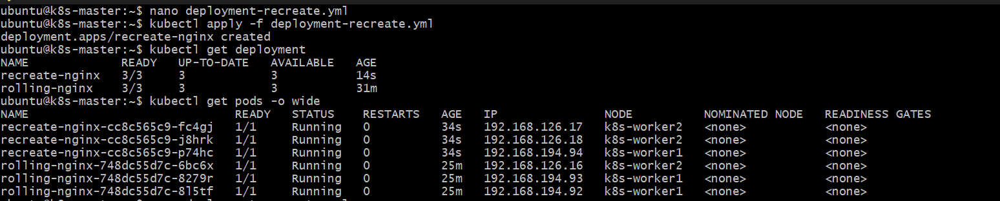 ubuntu@k8s-master:~$ nano deployment-recreate.yml
ubuntu@k8s-master:~$ kubectl apply -f deployment-recreate.yml
deployment.apps/recreate-nginx created
ubuntu@k8s-master:~$ kubectl get deployment
NAME             READY   UP-TO-DATE   AVAILABLE   AGE
recreate-nginx   3/3     3            3           14s
rolling-nginx    3/3     3            3           31m
ubuntu@k8s-master:~$ kubectl get pods -o wide
NAME                             READY   STATUS    RESTARTS   AGE   IP               NODE          NOMINATED NODE   READINESS GATES
recreate-nginx-cc8c565c9-fc4gj   1/1     Running   0          34s   192.168.126.17   k8s-worker2   <none>           <none>
recreate-nginx-cc8c565c9-j8hrk   1/1     Running   0          34s   192.168.126.18   k8s-worker2   <none>           <none>
recreate-nginx-cc8c565c9-p74hc   1/1     Running   0          34s   192.168.194.94   k8s-worker1   <none>           <none>
rolling-nginx-748dc55d7c-6bc6x   1/1     Running   0          25m   192.168.126.16   k8s-worker2   <none>           <none>
rolling-nginx-748dc55d7c-8279r   1/1     Running   0          25m   192.168.194.93   k8s-worker1   <none>           <none>
rolling-nginx-748dc55d7c-8l5tf   1/1     Running   0          25m   192.168.194.92   k8s-worker1   <none>           <none>